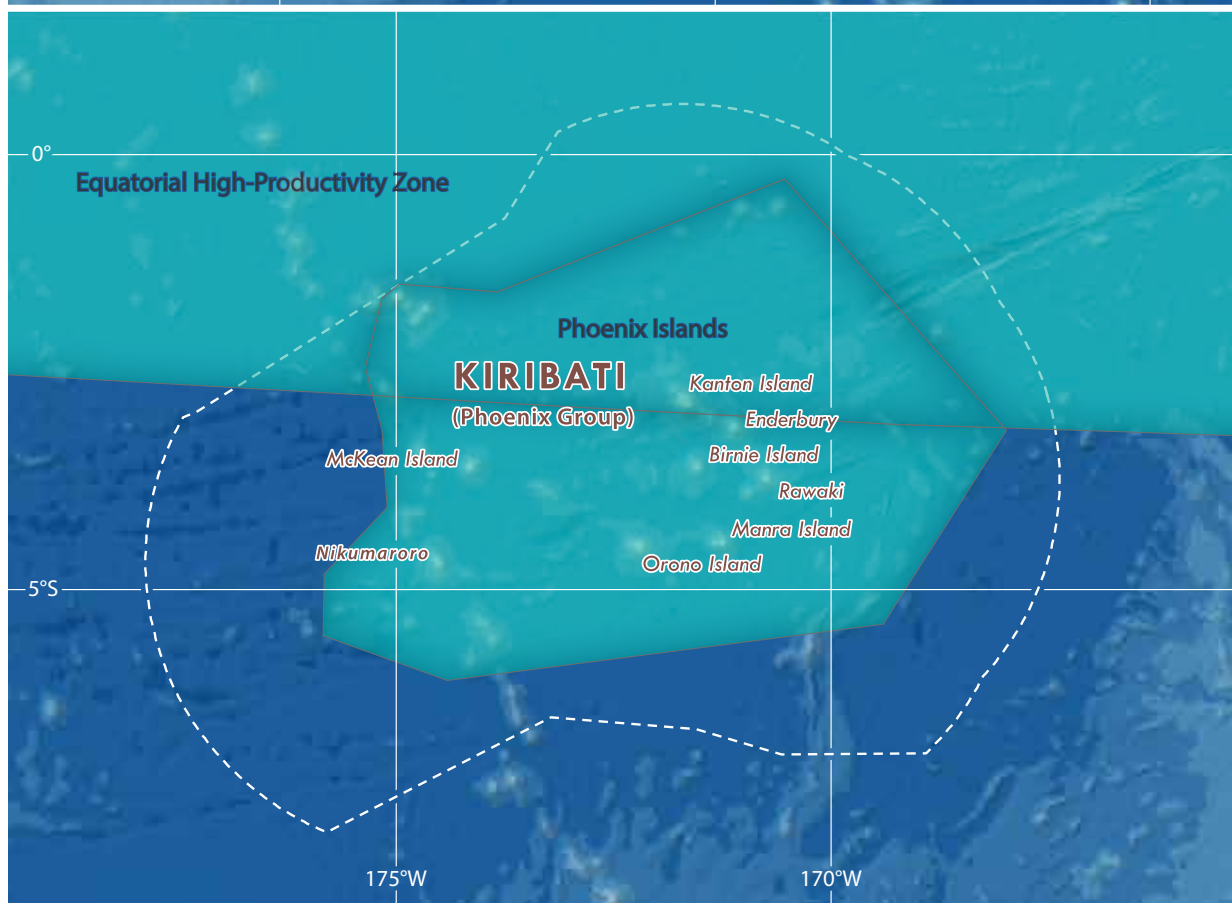 0°
Equatorial High-Productivity Zone
Phoenix Islands
KIRIBATI
(Phoenix Group)
Kanton Island
Enderbury
McKean Island
Birnie Island
Rawaki
Manra Island
Nikumaroro
Orono Island
5°S
175°W
170°W